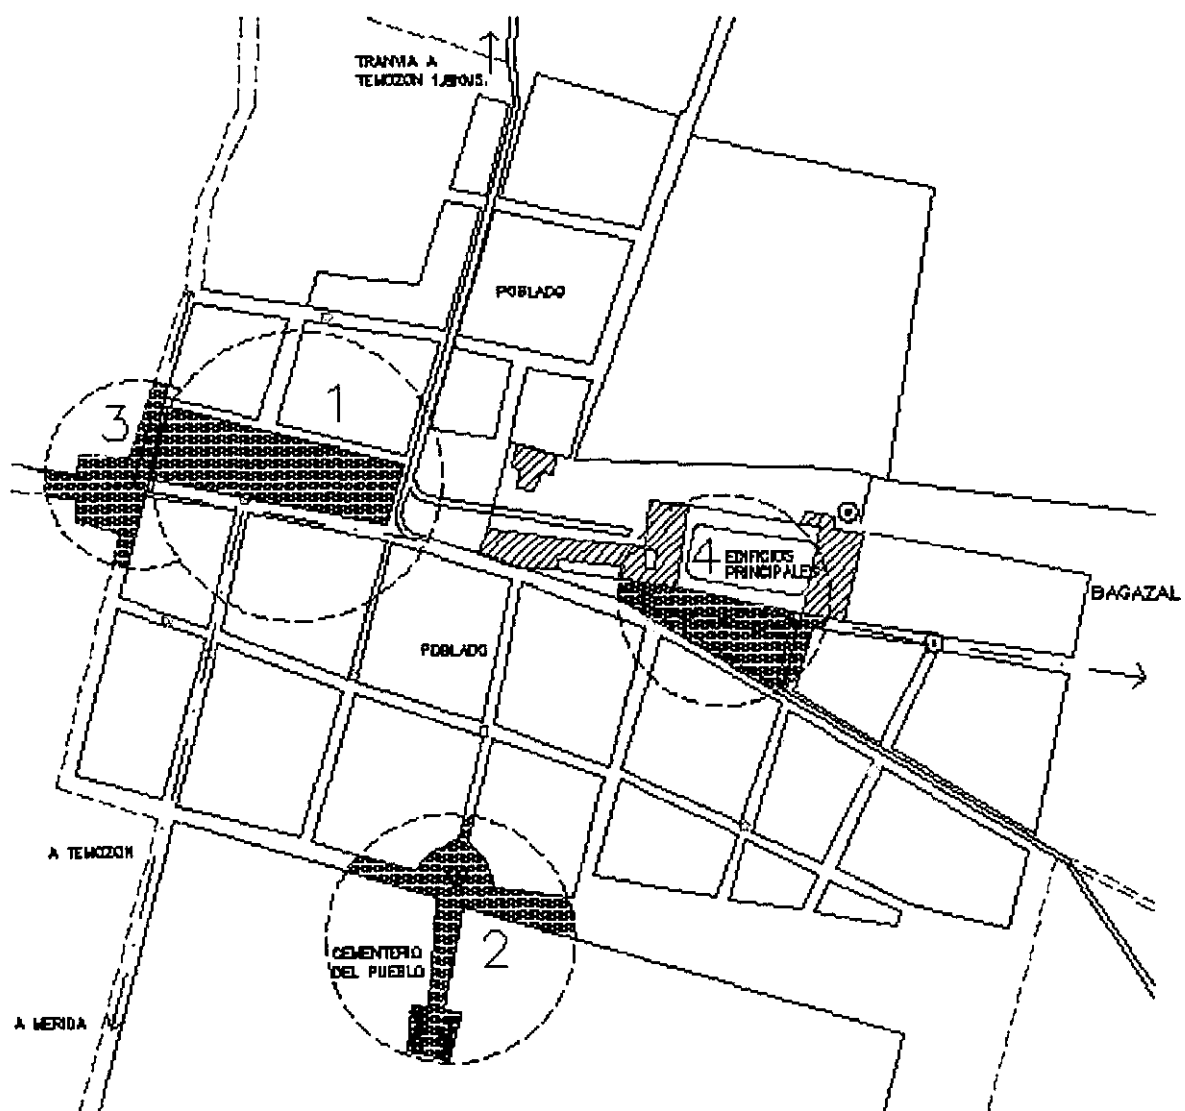 TRANVIA A
TEMOZON 1.8KMS.
POBLADO
1
3
4 EDIFICIOS
PRINCIPALES
BAGAZAL
POBLADO
A TEMOZON
2
CEMENTERIO
DEL PUEBLO
A MERIDA